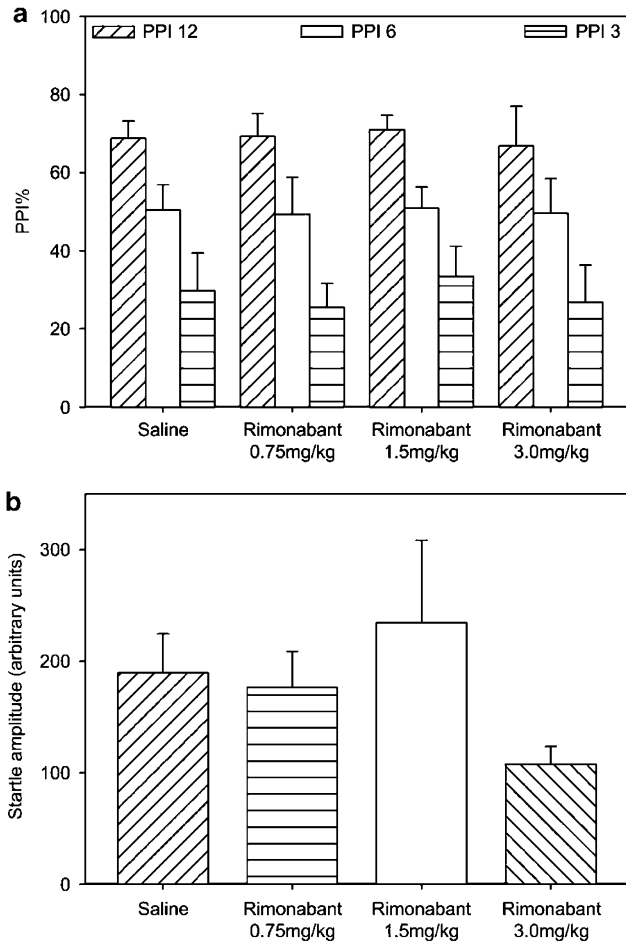 a
100
PPI 12 PPI 6 PPI 3
80
60
PPI%
40
20
0
Saline Rimonabant Rimonabant Rimonabant
0.75mg/kg 1.5mg/kg 3.0mg/kg
b
300
Startle amplitude (arbitrary units)
200
100
0
Saline Rimonabant Rimonabant Rimonabant
0.75mg/kg 1.5mg/kg 3.0mg/kg